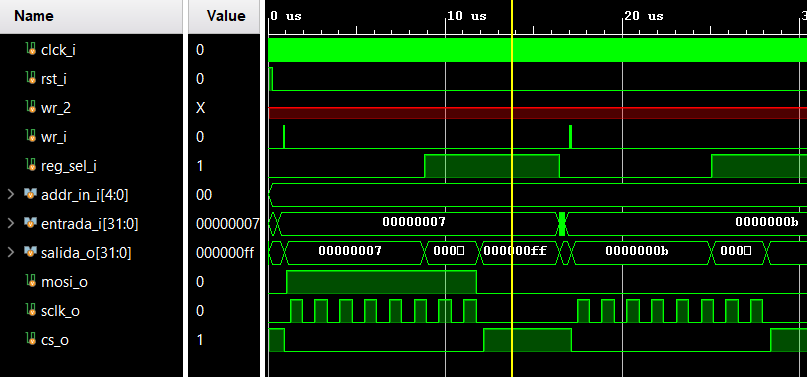 Name Value 0 us 10 us 20 us 3
clck_i 0
rst_i 0
wr_2 X
wr_i 0
reg_sel_i 1
addr_in_i[4:0] 00
entrada_i[31:0] 00000007 00000007 0000000b
salida_o[31:0] 000000ff 00000007 000 000000ff 0000000b 000
mosi_o 0
sclk_o 0
cs_o 1